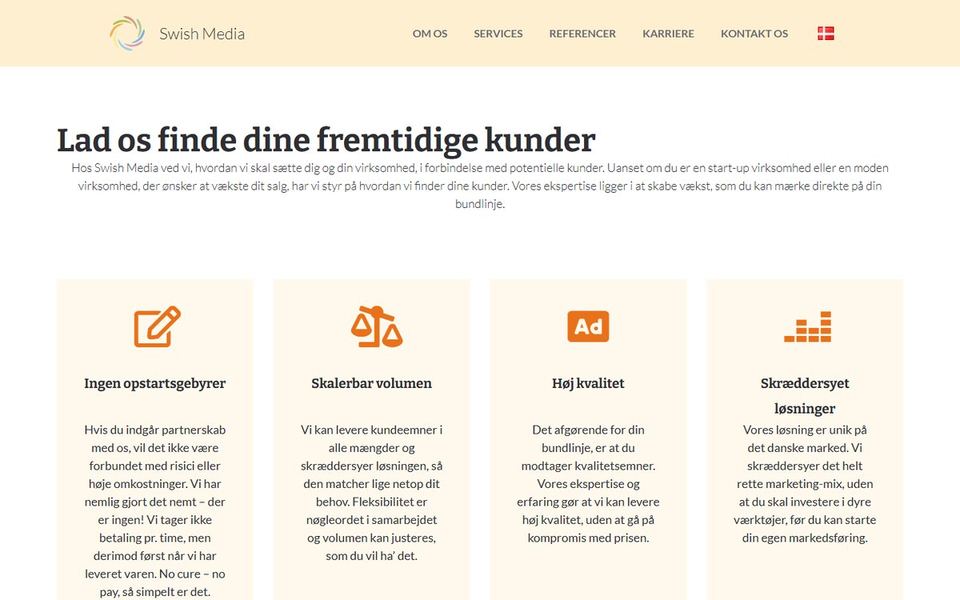 Swish Media
OM OS
SERVICES
REFERENCER
KARRIERE
KONTAKT OS
Lad os finde dine fremtidige kunder
Hos Swish Media ved vi, hvordan vi skal sætte dig og din virksomhed, i forbindelse med potentielle kunder. Uanset om du er en start-up virksomhed eller en moden
virksomhed, der ønsker at vækste dit salg, har vi styr på hvordan vi finder dine kunder. Vores ekspertise ligger i at skabe vækst, som du kan mærke direkte på din
bundlinje.
Ingen opstartsgebyrer
Hvis du indgår partnerskab
med os, vil det ikke være
forbundet med risici eller
høje omkostninger. Vi har
nemlig gjort det nemt – der
er ingen! Vi tager ikke
betaling pr. time, men
derimod først når vi har
leveret varen. No cure – no
pay, så simpelt er det.
Skalerbar volumen
Vi kan levere kundeemner i
alle mængder og
skræddersyer løsningen, så
den matcher lige netop dit
behov. Fleksibilitet er
nøgleordet i samarbejdet
og volumen kan justeres,
som du vil ha' det.
Ad
Høj kvalitet
Det afgørende for din
bundlinje, er at du
modtager kvalitetsemner.
Vores ekspertise og
erfaring gør at vi kan levere
høj kvalitet, uden at gå på
kompromis med prisen.
Skræddersyet
løsninger
Vores løsning er unik på
det danske marked. Vi
skræddersyer det helt
rette marketing-mix, uden
at du skal investere i dyre
værktøjer, før du kan starte
din egen markedsføring.